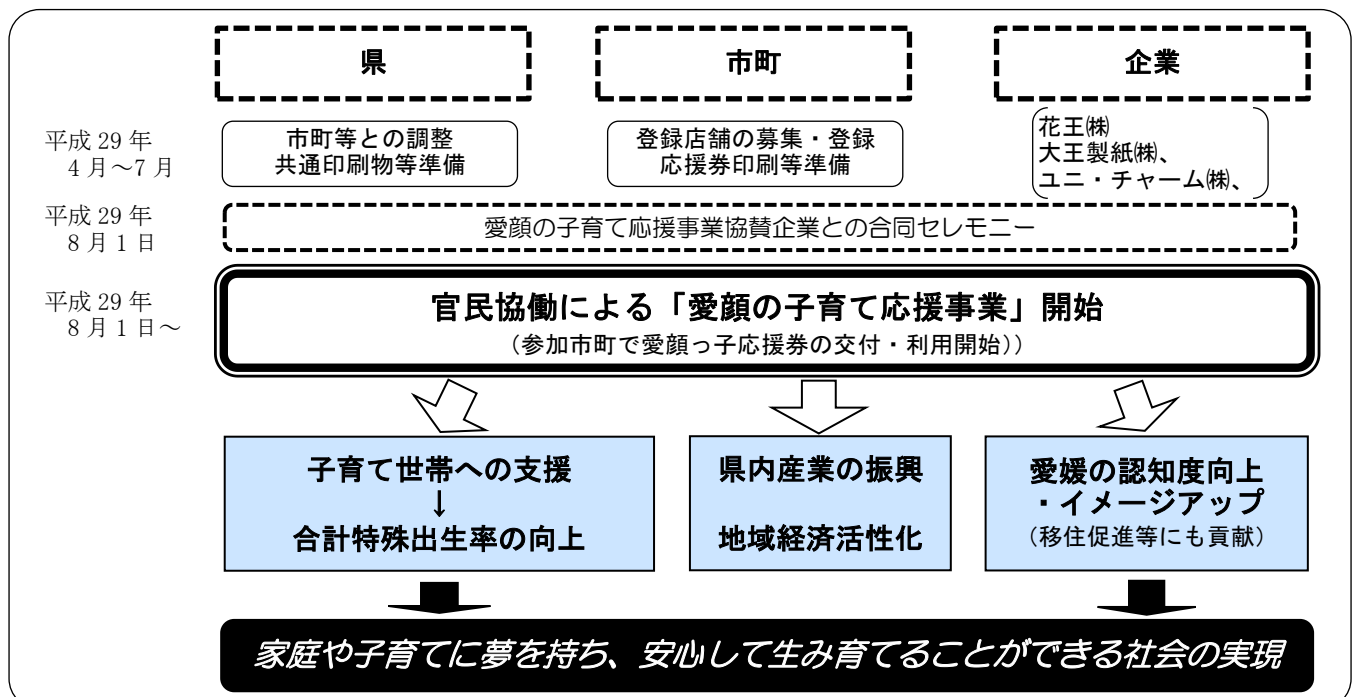 県
市町
企業
平成 29 年
4 月～7 月
市町等との調整
共通印刷物等準備
登録店舗の募集・登録
応援券印刷等準備
花王㈱
大王製紙㈱、
ユニ・チャーム㈱、
平成 29 年
8 月 1 日
愛顔の子育て応援事業協賛企業との合同セレモニー
平成 29 年
8 月 1 日～
官民協働による「愛顔の子育て応援事業」開始
（参加市町で愛顔っ子応援券の交付・利用開始））
子育て世帯への支援
↓
合計特殊出生率の向上
県内産業の振興
地域経済活性化
愛媛の認知度向上
・イメージアップ
（移住促進等にも貢献）
家庭や子育てに夢を持ち、安心して生み育てることができる社会の実現